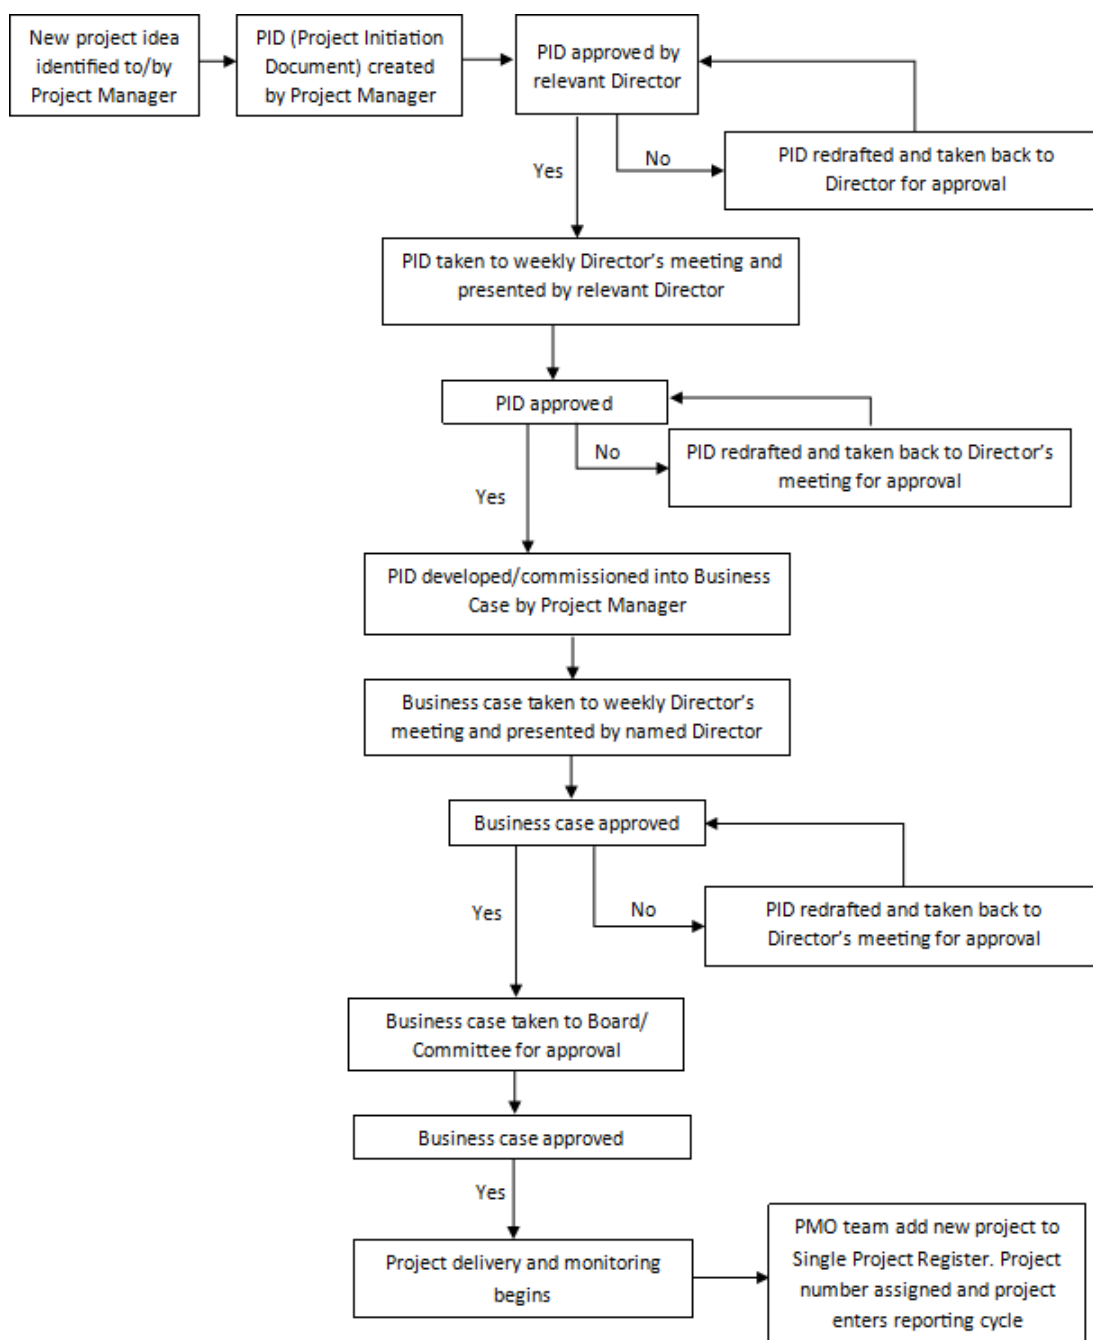 New project idea
identified to/by
Project Manager
PID (Project Initiation
Document) created
by Project Manager
PID approved by
relevant Director
No
PID redrafted and taken back to
Director for approval
Yes
PID taken to weekly Director’s meeting and
presented by relevant Director
PID approved
No
PID redrafted and taken back to Director’s
meeting for approval
Yes
PID developed/commissioned into Business
Case by Project Manager
Business case taken to weekly Director’s
meeting and presented by named Director
Business case approved
Yes
No
PID redrafted and taken back to
Director’s meeting for approval
Business case taken to Board/
Committee for approval
Business case approved
Yes
Project delivery and monitoring
begins
PMO team add new project to
Single Project Register. Project
number assigned and project
enters reporting cycle